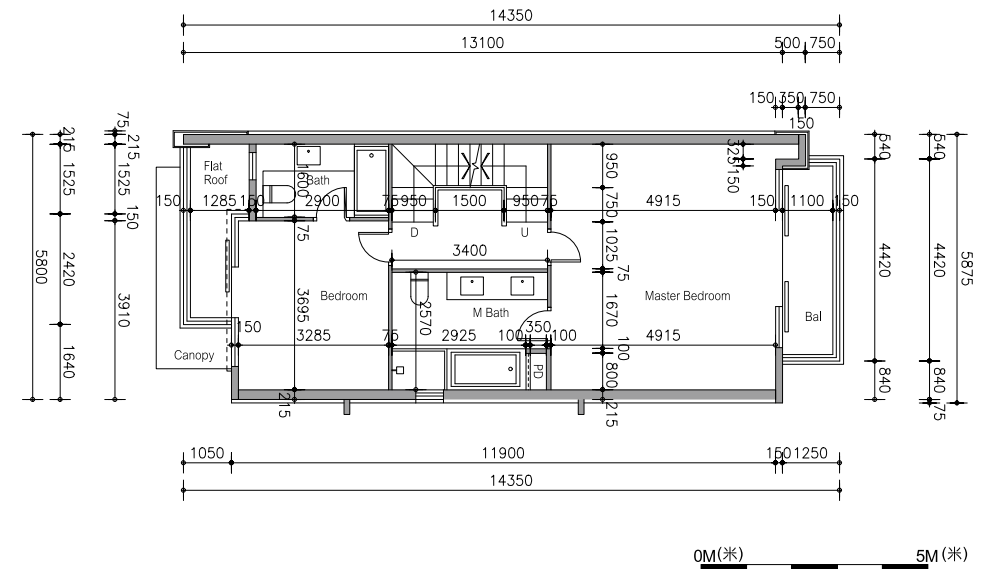 14350
13100 500 750
150 350 750
150
75
215
215
1525
1525
150
2420
5800
3910
1640
540
540
4420
4420
5875
840
840
75
Flat
Roof
Bath
1600
325
150
950
750
150 1285 150 2900 75 950 1500 950 75 4915 150 1100 150
D
U
75
1025
3400
75
Bedroom
3695
2570
M Bath
1670
Master Bedroom
Bal
150
3285 75 2925 100 350 100 4915
100
Canopy
PD
800
215
215
1050 11900 150 1250
14350
0M(米) 5M(米)